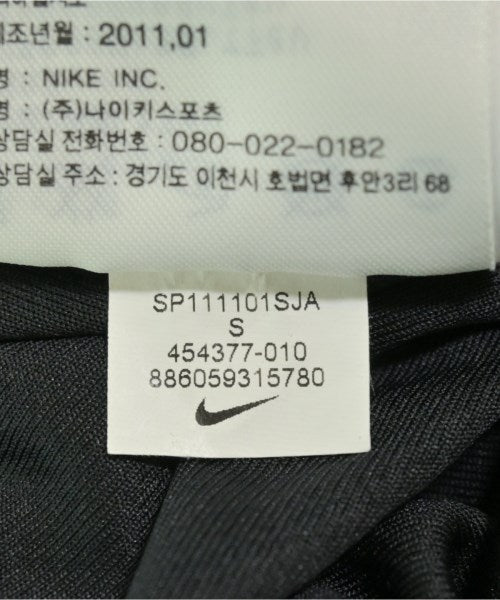 제조년월 : 2011,01
명 : NIKE INC.
명 : (주)나이키스포츠
상담실 전화번호 : 080-022-0182
상담실 주소 : 경기도 이천시 호법면 후안3리 68
SP111101SJA
S
454377-010
886059315780